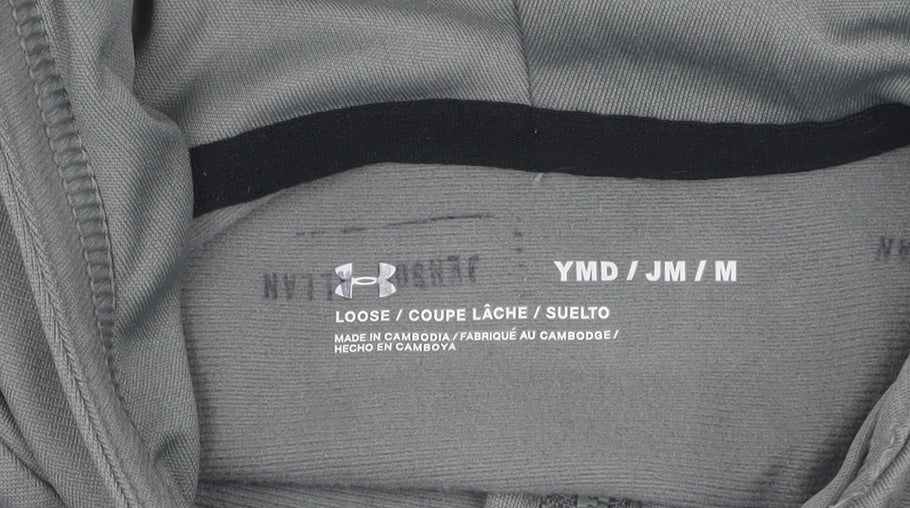 YMD / JM / M
LOOSE / COUPE LÂCHE / SUELTO
MADE IN CAMBODIA / FABRIQUÉ AU CAMBODGE /
HECHO EN CAMBOYA